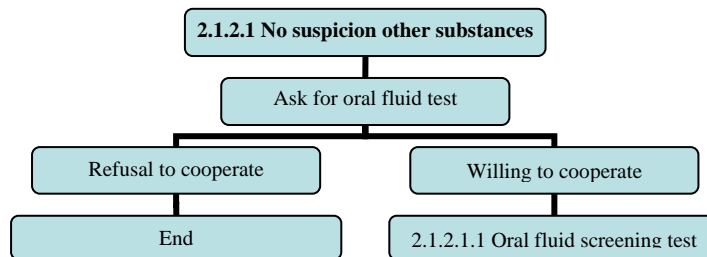 2.1.2.1 No suspicion other substances
Ask for oral fluid test
Refusal to cooperate
Willing to cooperate
End
2.1.2.1.1 Oral fluid screening test